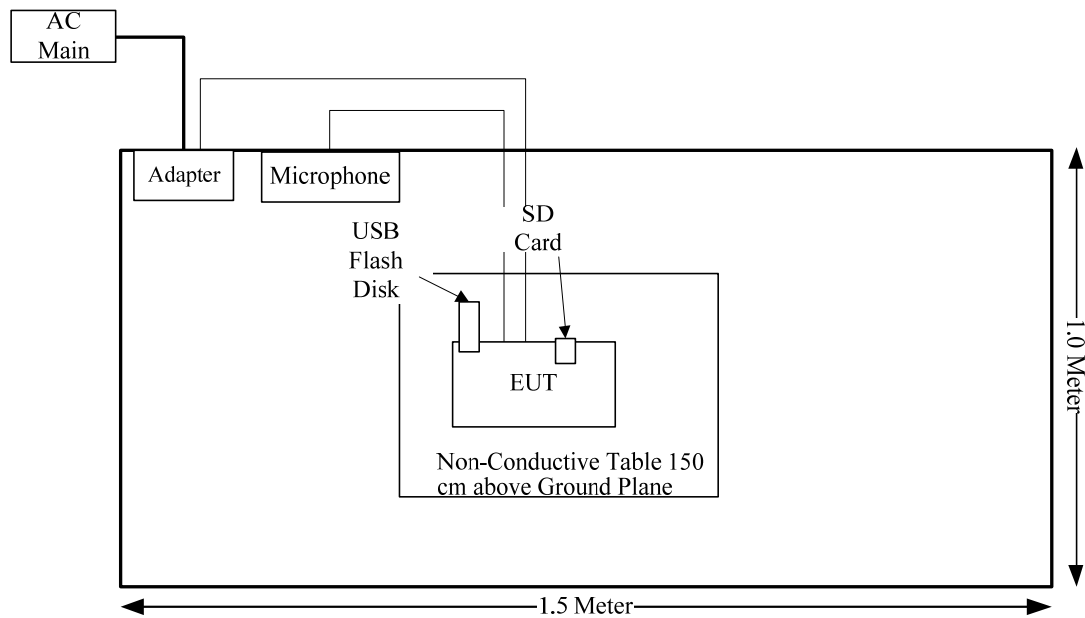 AC
Main
Adapter
Microphone
USB
Flash
Disk
SD
Card
EUT
Non-Conductive Table 150
cm above Ground Plane
1.0 Meter
1.5 Meter